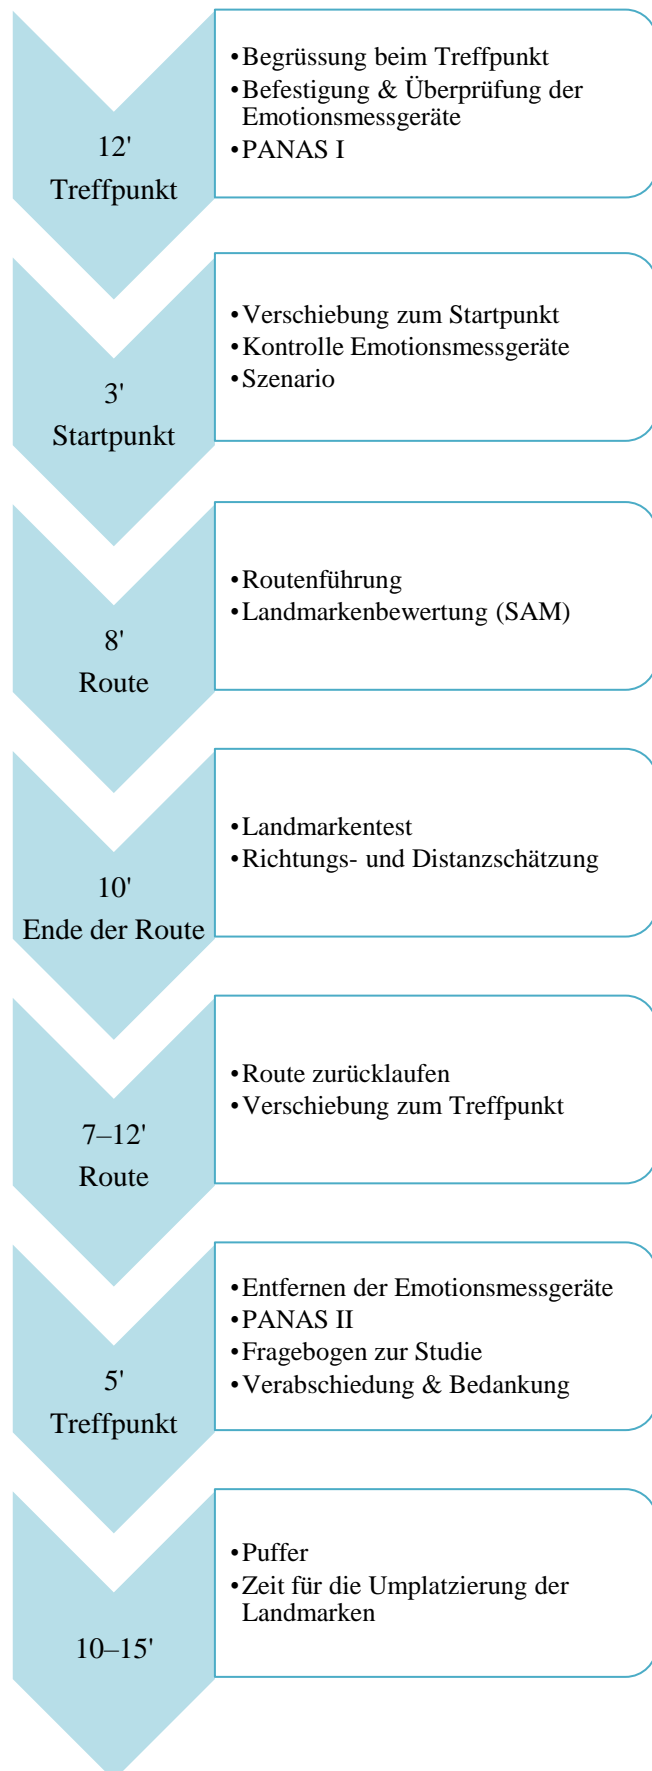 12'
Treffpunkt
•Begrüssung beim Treffpunkt
•Befestigung & Überprüfung der
Emotionsmessgeräte
•PANAS I
3'
Startpunkt
•Verschiebung zum Startpunkt
•Kontrolle Emotionsmessgeräte
•Szenario
8'
Route
•Routenführung
•Landmarkenbewertung (SAM)
10'
Ende der Route
•Landmarkentest
•Richtungs- und Distanzschätzung
7–12'
Route
•Route zurücklaufen
•Verschiebung zum Treffpunkt
5'
Treffpunkt
•Entfernen der Emotionsmessgeräte
•PANAS II
•Fragebogen zur Studie
•Verabschiedung & Bedankung
10–15'
•Puffer
•Zeit für die Umplatzierung der
Landmarken